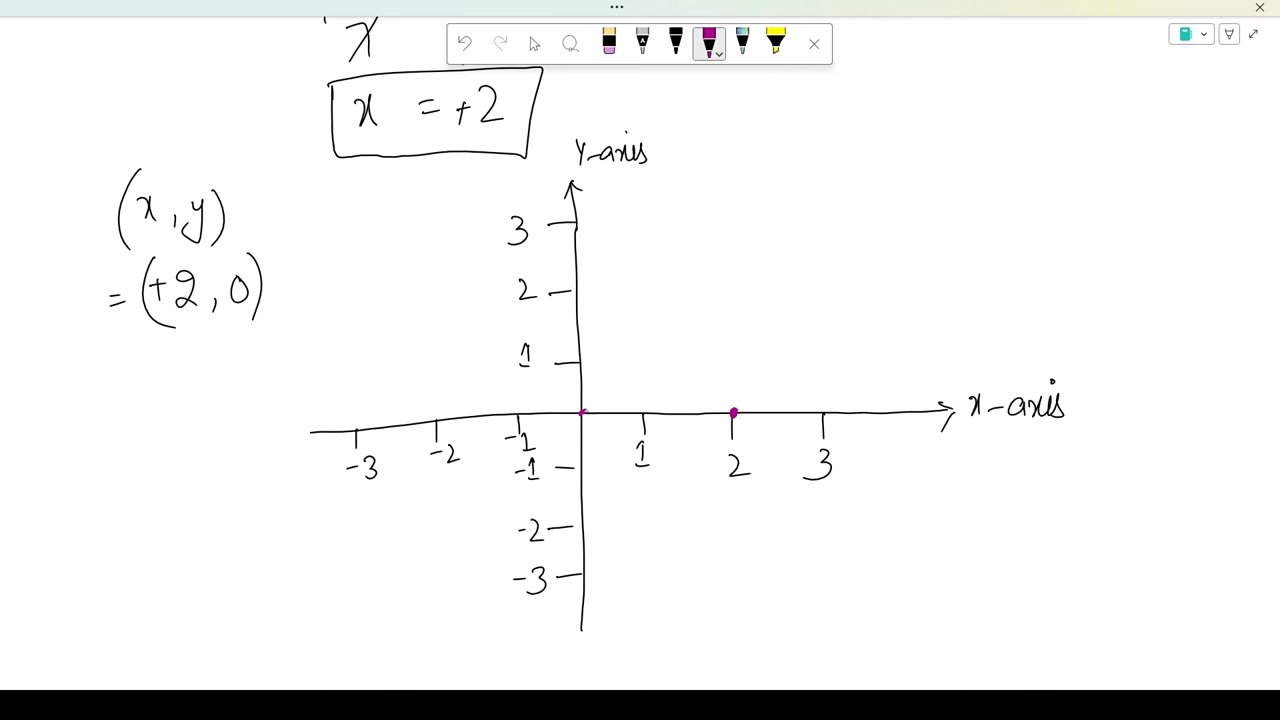 x
x = +2
y-axis
(x, y)
= (+2, 0)
3
2
1
x-axis
-3 -2 -1 1 2 3
-1
-2
-3